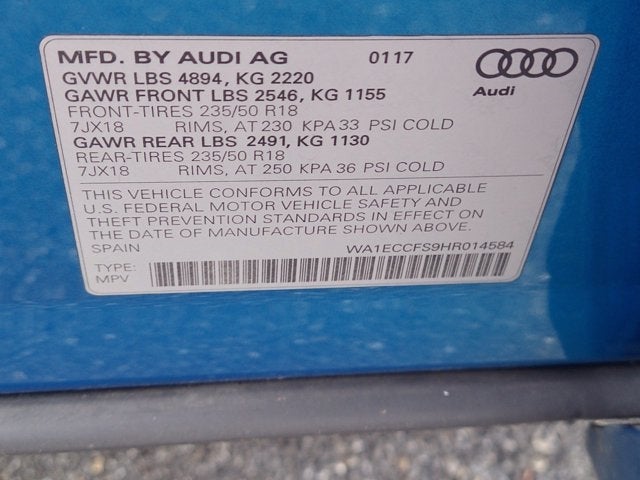 MFD. BY AUDI AG 0117
GVWR LBS 4894, KG 2220
GAWR FRONT LBS 2546, KG 1155
Audi
FRONT-TIRES 235/50 R18
7JX18 RIMS, AT 230 KPA 33 PSI COLD
GAWR REAR LBS 2491, KG 1130
REAR-TIRES 235/50 R18
7JX18 RIMS, AT 250 KPA 36 PSI COLD
THIS VEHICLE CONFORMS TO ALL APPLICABLE
U.S. FEDERAL MOTOR VEHICLE SAFETY AND
THEFT PREVENTION STANDARDS IN EFFECT ON
THE DATE OF MANUFACTURE SHOWN ABOVE.
SPAIN WA1ECCFS9HR014584
TYPE:
MPV